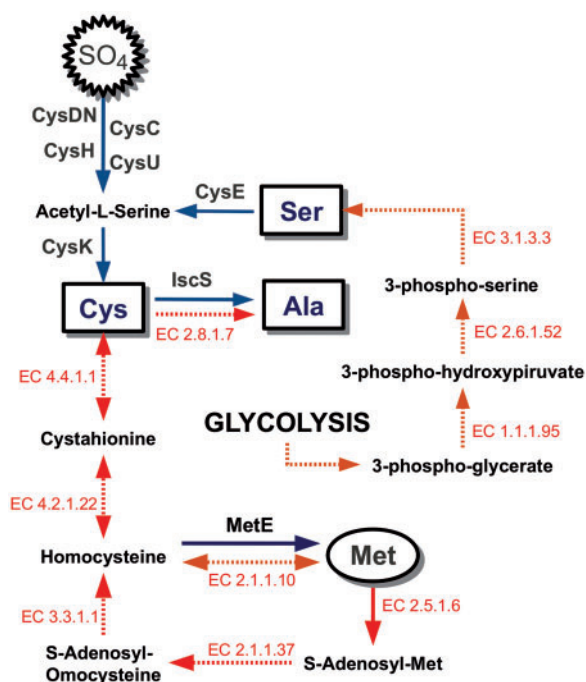 SO4
CysDN
CysC
CysH
CysU
Acetyl-L-Serine
CysE
Ser
EC 3.1.3.3
CysK
IscS
3-phospho-serine
Cys
Ala
EC 2.8.1.7
EC 2.6.1.52
EC 4.4.1.1
3-phospho-hydroxypiruvate
GLYCOLYSIS
EC 1.1.1.95
Cystahionine
3-phospho-glycerate
EC 4.2.1.22
MetE
Homocysteine
Met
EC 2.1.1.10
EC 3.3.1.1
EC 2.5.1.6
EC 2.1.1.37
S-Adenosyl-
Omocysteine
S-Adenosyl-Met